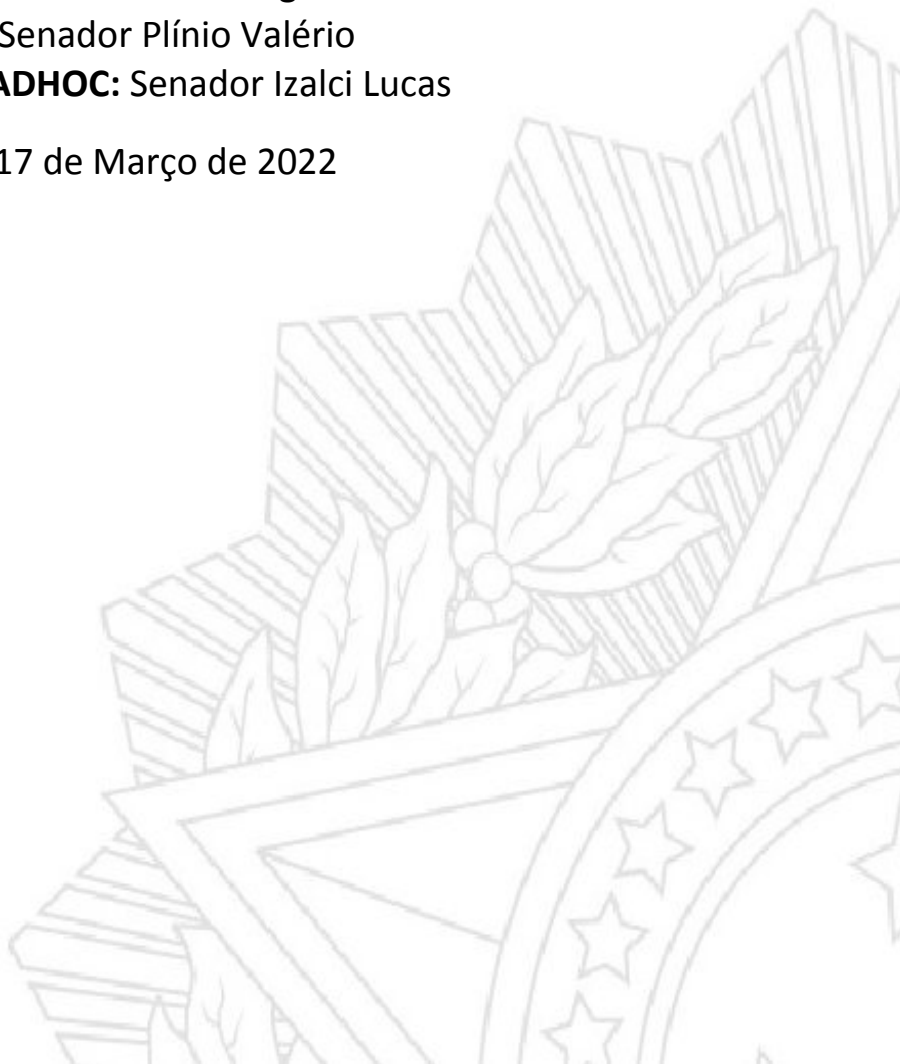 Senador Plínio Valério
ADHOC: Senador Izalci Lucas
17 de Março de 2022